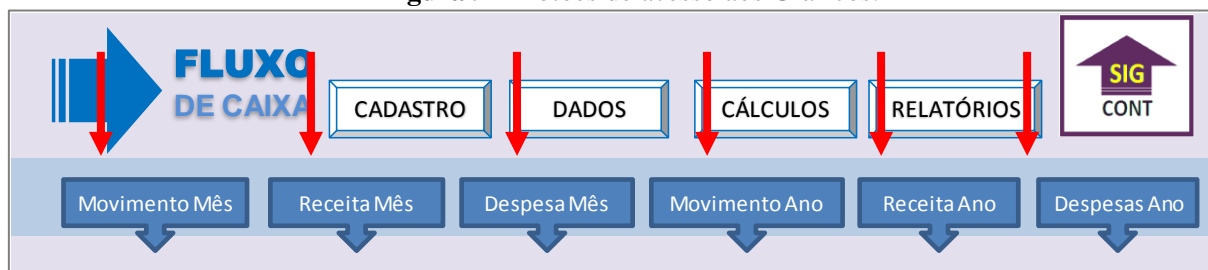 FLUXO
DE CAIXA
CADASTRO
DADOS
CÁLCULOS
RELATÓRIOS
SIG
CONT
Movimento Mês
Receita Mês
Despesa Mês
Movimento Ano
Receita Ano
Despesas Ano